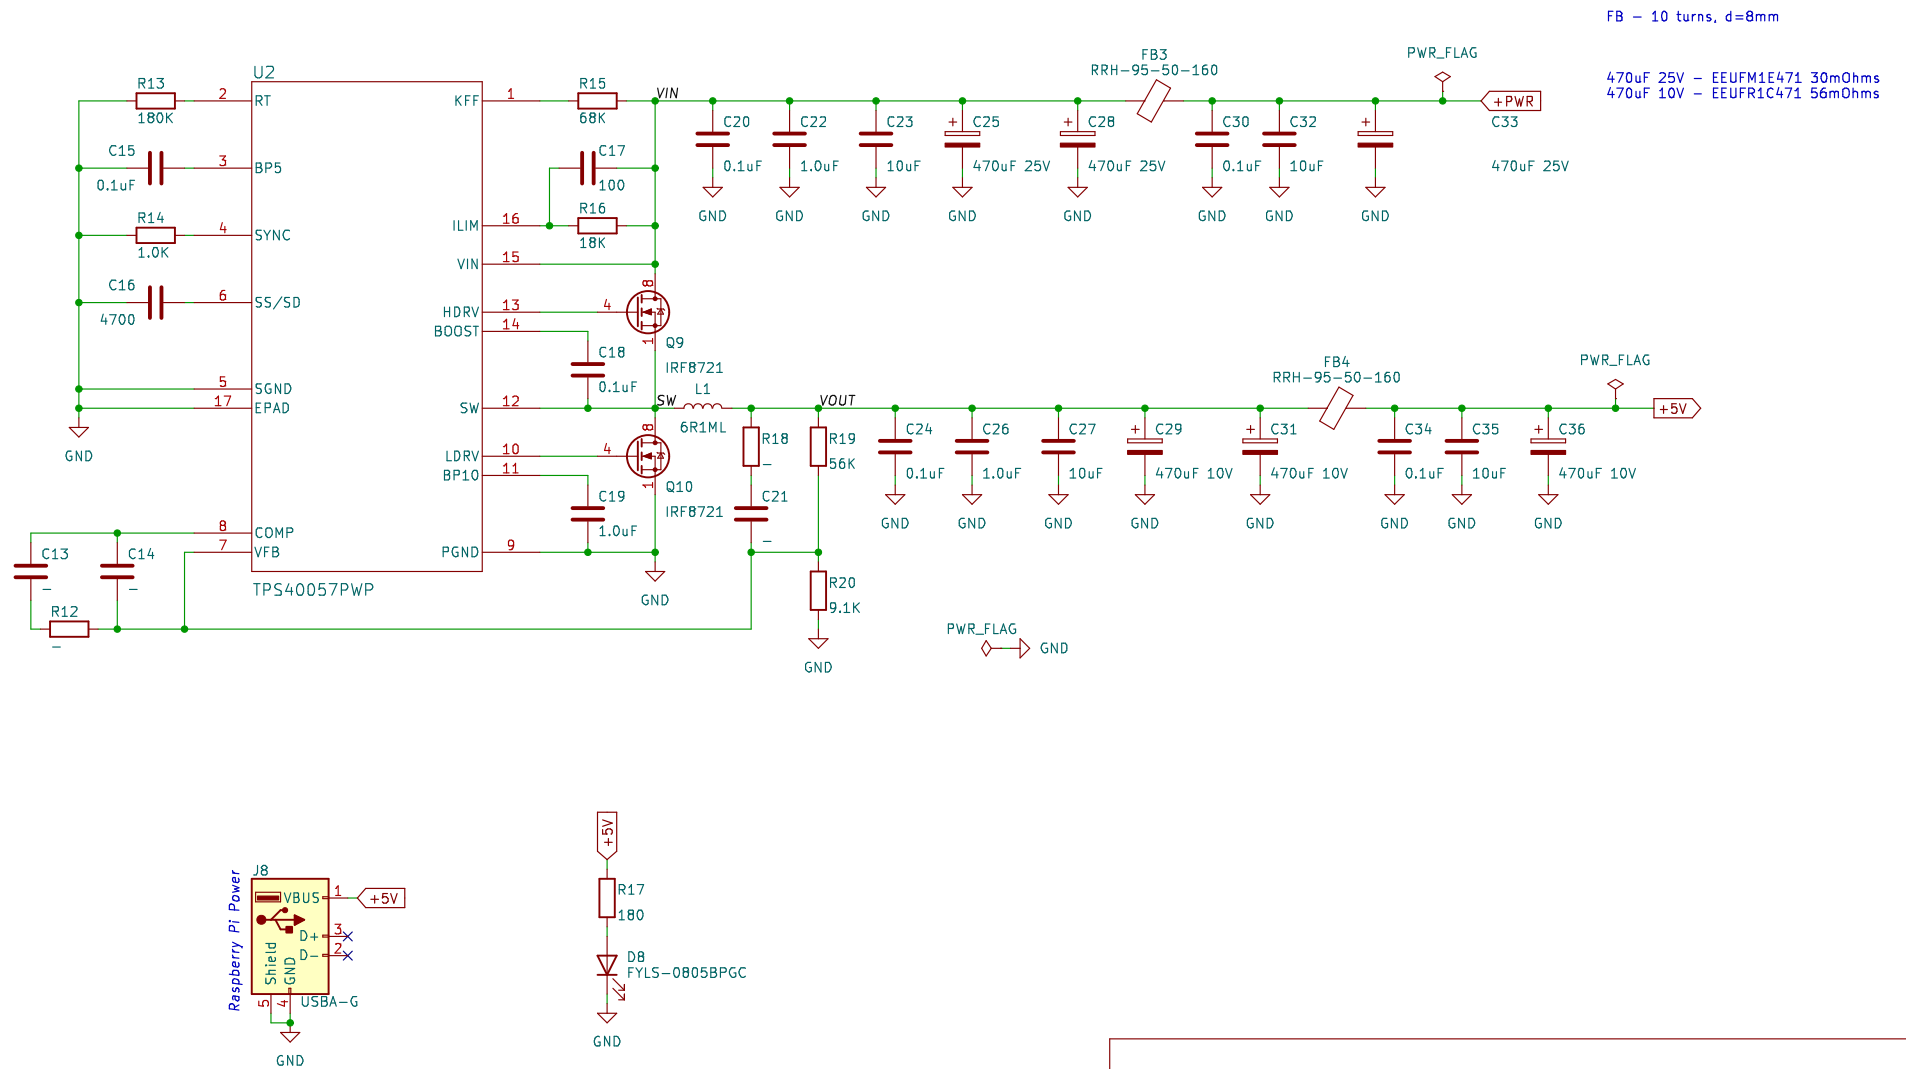 FB - 10 turns, d=8mm
470uF 25V - EEUFM1E471 30mOhms
470uF 10V - EEUFR1C471 56mOhms
U2
TPS40057PWP
R13
180K
2
RT
C15
0.1uF
3
BP5
R14
1.0K
4
SYNC
C16
4700
6
SS/SD
5
SGND
17
EPAD
GND
8
COMP
7
VFB
C13
-
C14
-
R12
-
KFF
1
R15
68K
VIN
C17
100
ILIM
16
R16
18K
VIN
15
HDRV
13
4
8
1
Q9
IRF8721
BOOST
14
C18
0.1uF
SW
12
SW
L1
6R1ML
VOUT
LDRV
10
4
8
1
Q10
IRF8721
BP10
11
C19
1.0uF
PGND
9
GND
R18
-
C21
-
R19
56K
R20
9.1K
GND
C20
0.1uF
GND
C22
1.0uF
GND
C23
10uF
GND
+
C25
470uF 25V
GND
+
C28
470uF 25V
GND
FB3
RRH-95-50-160
C30
0.1uF
GND
C32
10uF
GND
+
C33
470uF 25V
GND
PWR_FLAG
+PWR
C24
0.1uF
GND
C26
1.0uF
GND
C27
10uF
GND
+
C29
470uF 10V
GND
+
C31
470uF 10V
GND
FB4
RRH-95-50-160
C34
0.1uF
GND
C35
10uF
GND
+
C36
470uF 10V
GND
PWR_FLAG
+5V
PWR_FLAG
GND
Raspberry Pi Power
J8
USBA-G
VBUS
1
+5V
D+
3
D-
2
Shield
5
GND
4
GND
+5V
R17
180
D8
FYLS-0805BPGC
GND